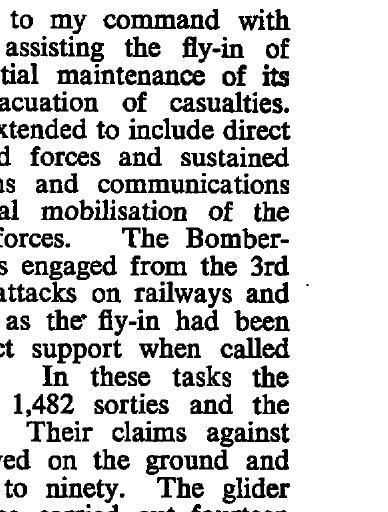 to my command with
assisting the fly-in of
tial maintenance of its
acuation of casualties.
xtended to include direct
d forces and sustained
ns and communications
al mobilisation of the
forces. The Bomber-
s engaged from the 3rd
attacks on railways and
as the fly-in had been
ct support when called
In these tasks the
1,482 sorties and the
Their claims against
yed on the ground and
to ninety. The glider
carried out fourteen